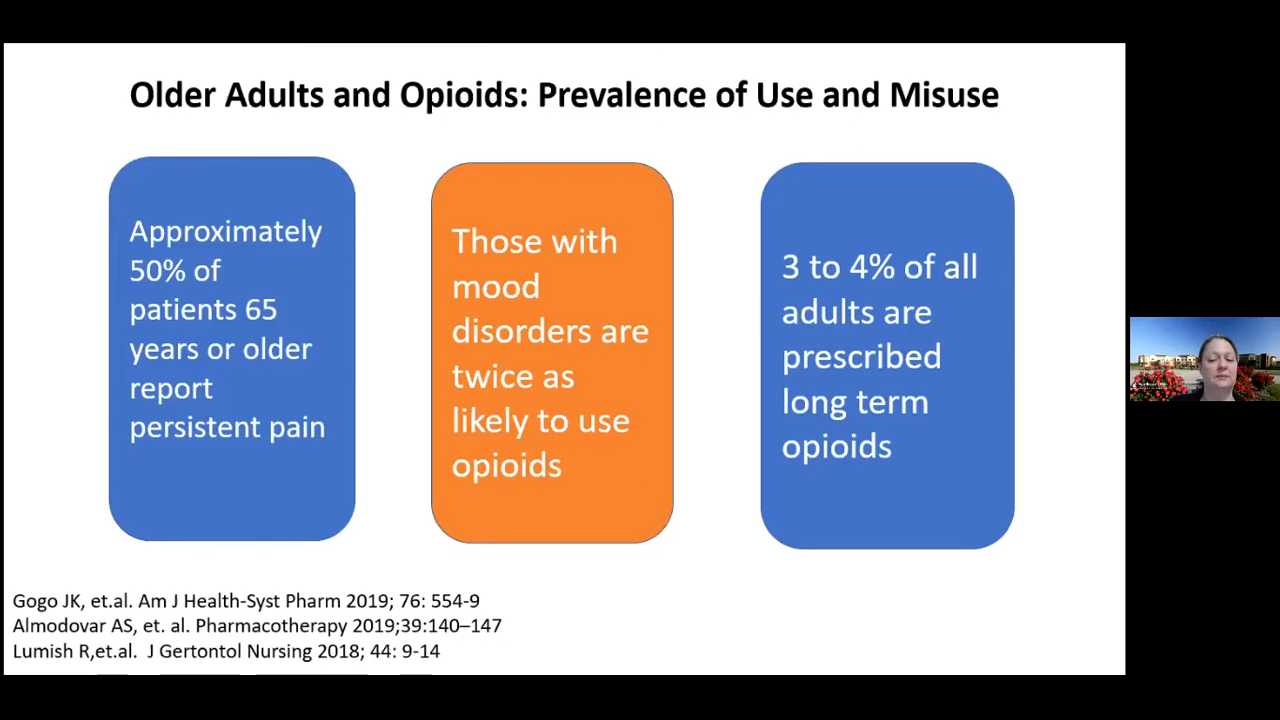 Older Adults and Opioids: Prevalence of Use and Misuse
Approximately
50% of
patients 65
years or older
report
persistent pain
Those with
mood
disorders are
twice as
likely to use
opioids
3 to 4% of all
adults are
prescribed
long term
opioids
Gogo JK, et.al. Am J Health-Syst Pharm 2019; 76: 554-9
Almodovar AS, et. al. Pharmacotherapy 2019;39:140–147
Lumish R,et.al. J Gertontol Nursing 2018; 44: 9-14